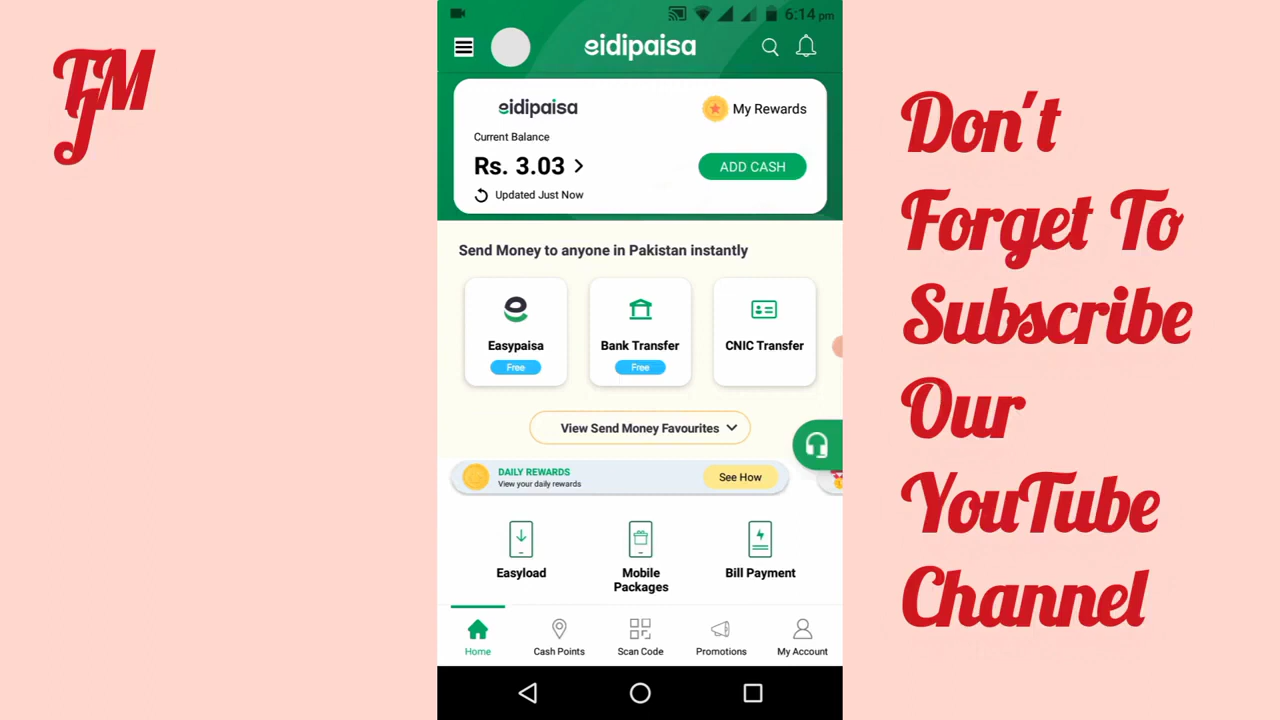 TMJ
6:14 pm
eidipaisa
eidipaisa
My Rewards
Current Balance
Rs. 3.03 >
ADD CASH
Updated Just Now
Send Money to anyone in Pakistan instantly
Easypaisa
Free
Bank Transfer
Free
CNIC Transfer
View Send Money Favourites
DAILY REWARDS
View your daily rewards
See How
Easyload
Mobile
Packages
Bill Payment
Home
Cash Points
Scan Code
Promotions
My Account
Don't
Forget To
Subscribe
Our
YouTube
Channel